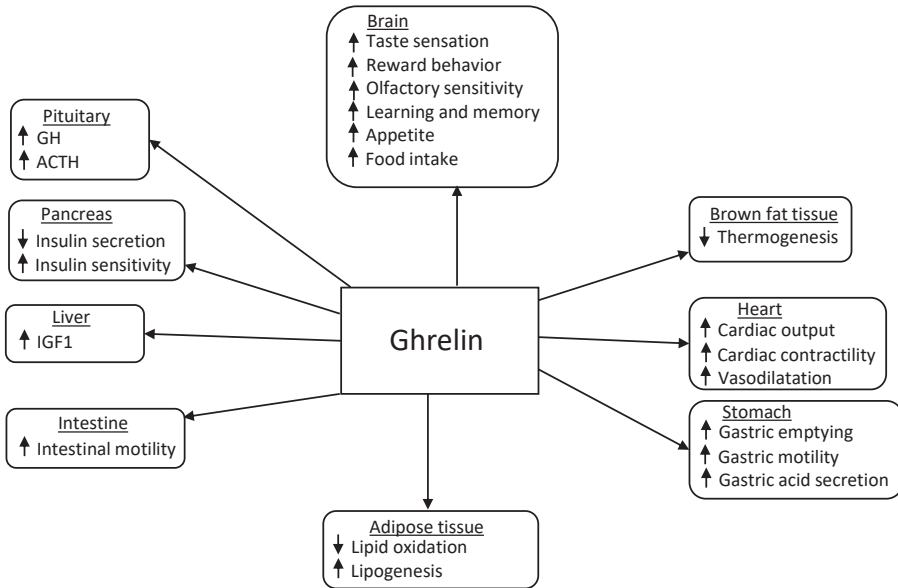 Brain
Taste sensation
Reward behavior
Olfactory sensitivity
Learning and memory
Appetite
Food intake
Pituitary
GH
ACTH
Pancreas
Insulin secretion
Insulin sensitivity
Liver
IGF1
Intestine
Intestinal motility
Ghrelin
Brown fat tissue
Thermogenesis
Heart
Cardiac output
Cardiac contractility
Vasodilatation
Stomach
Gastric emptying
Gastric motility
Gastric acid secretion
Adipose tissue
Lipid oxidation
Lipogenesis